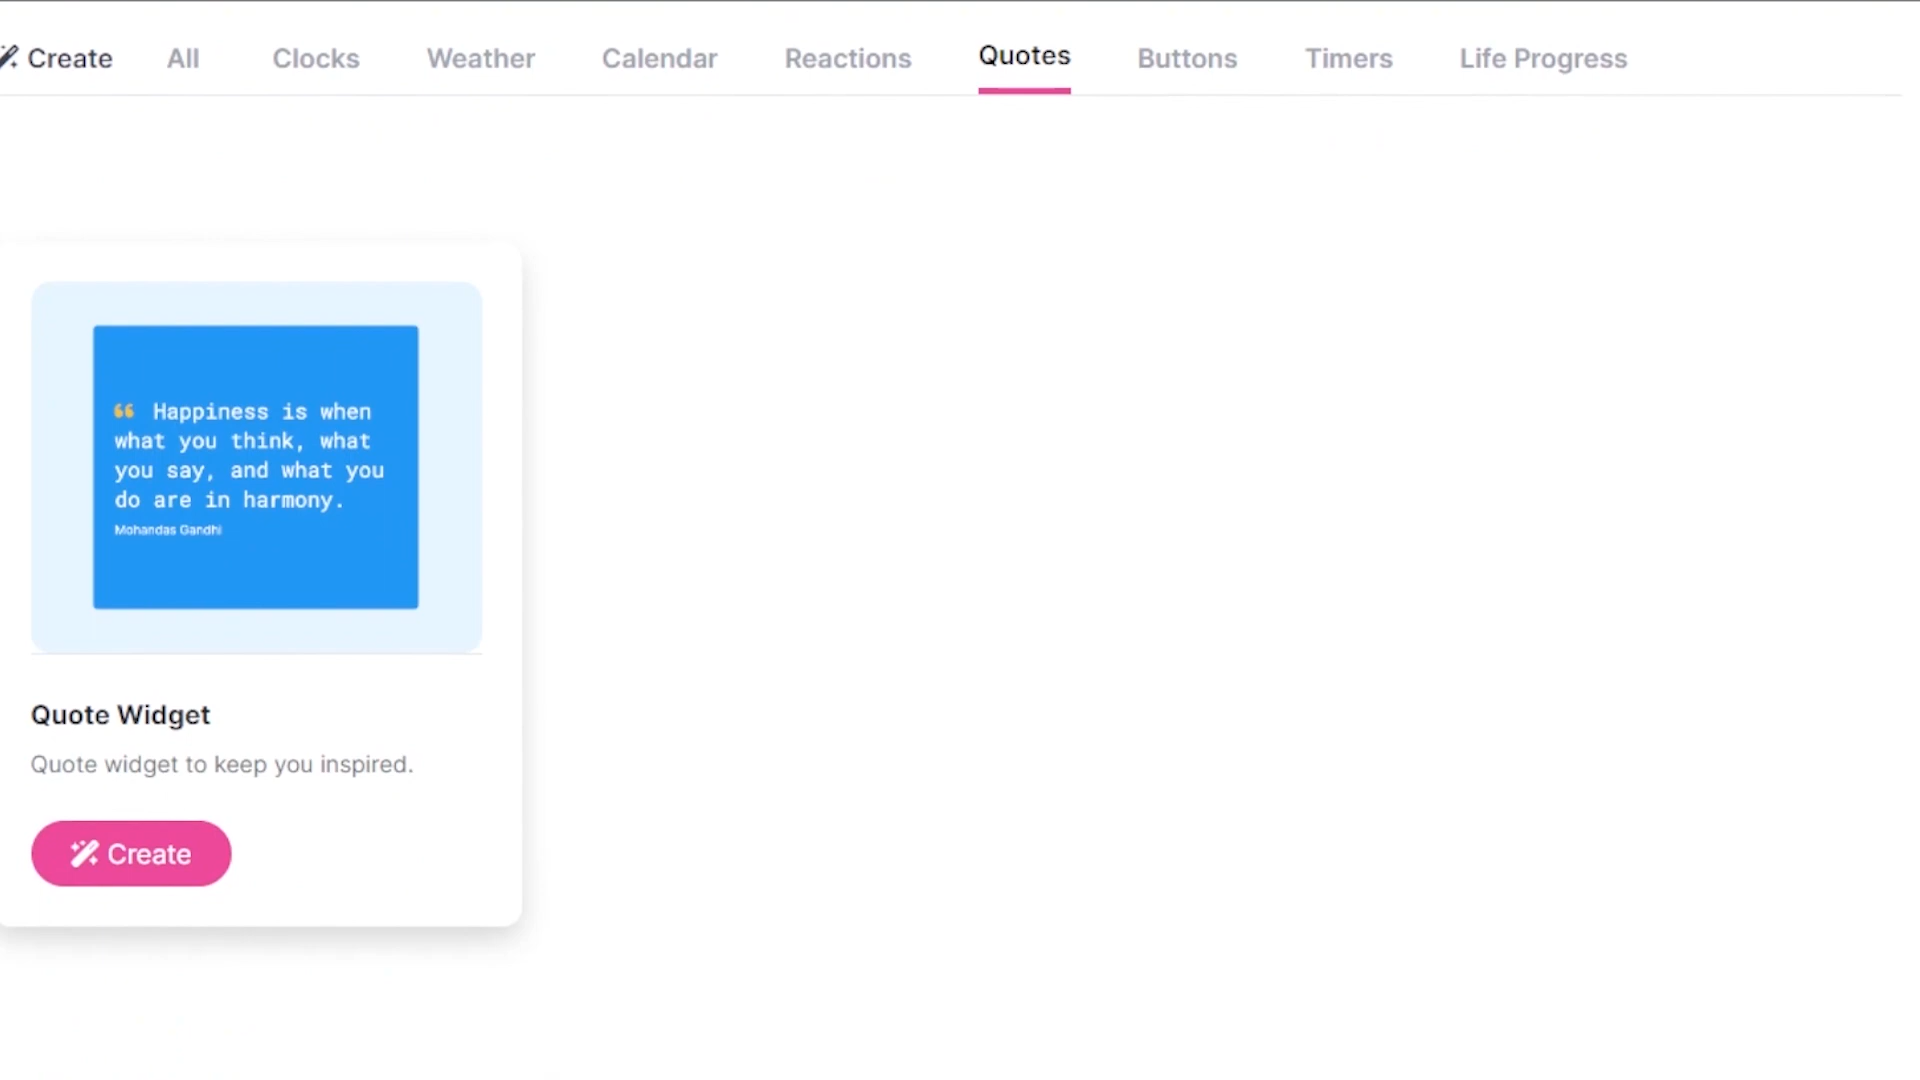 Create All Clocks Weather Calendar Reactions Quotes Buttons Timers Life Progress
“ Happiness is when
what you think, what
you say, and what you
do are in harmony.
Mohandas Gandhi
Quote Widget
Quote widget to keep you inspired.
Create